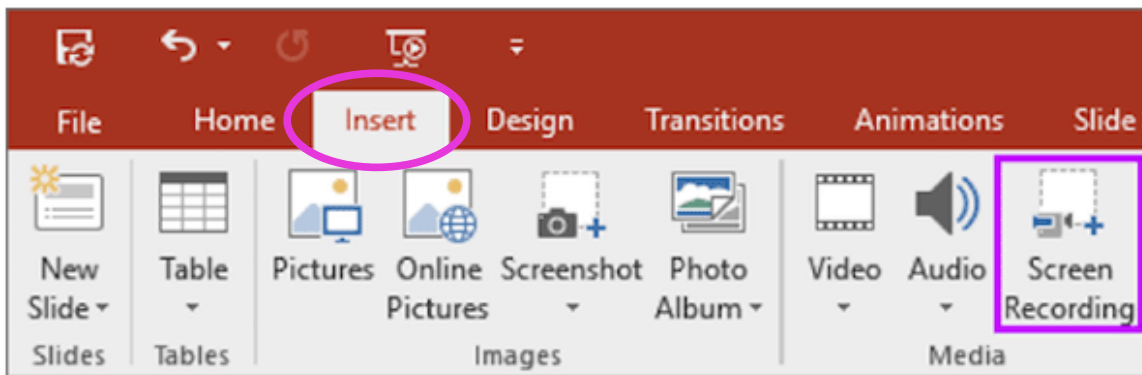 File Home Insert Design Transitions Animations Slide
New Table Pictures Online Screenshot Photo Video Audio Screen
Slide Pictures Album Recording
Slides Tables Images Media